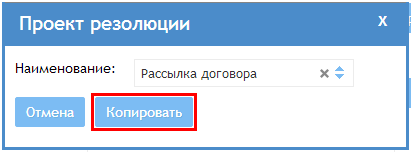 Проект резолюции X
Наименование: Рассылка договора
Отмена Копировать